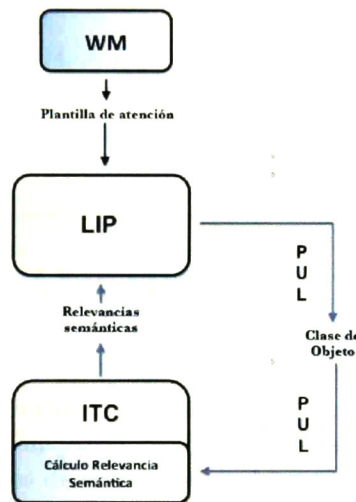 WM
Plantilla de atención
LIP
P
U
L
Relevancias
semánticas
Clase de
Objeto
P
U
L
ITC
Cálculo Relevancia
Semántica